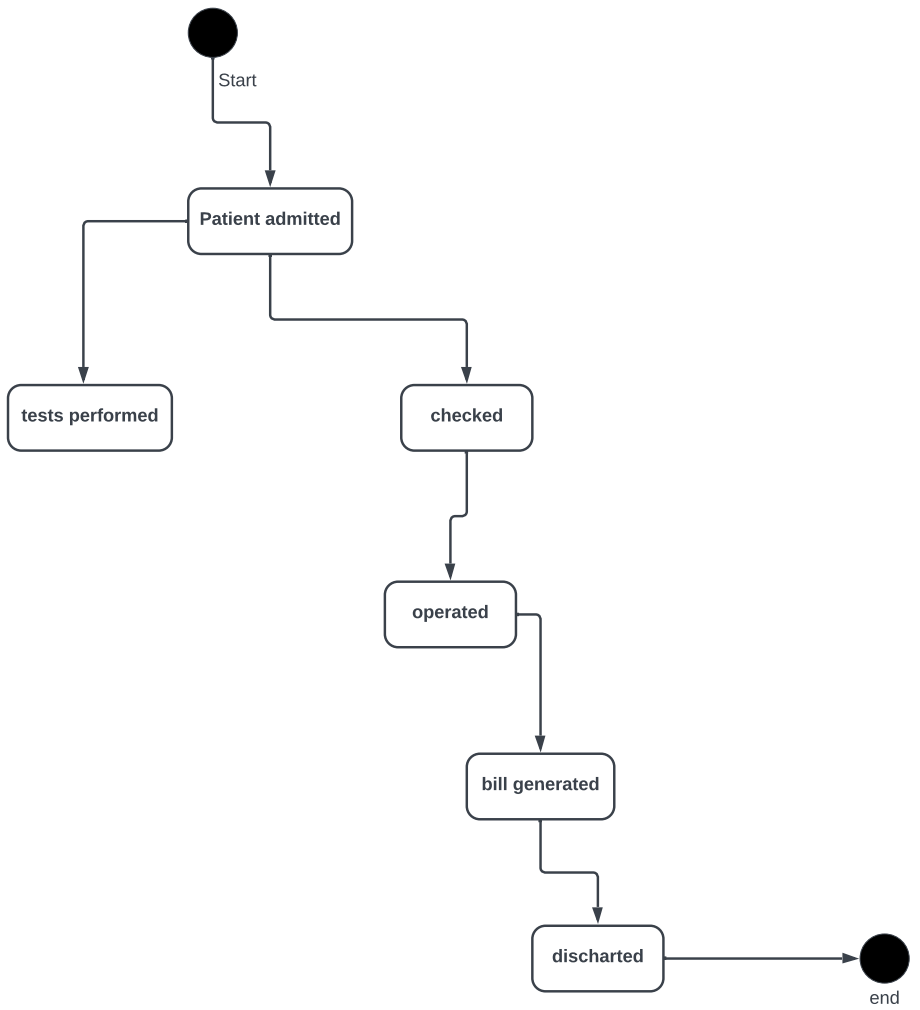 Start
Patient admitted
tests performed
checked
operated
bill generated
discharted
end